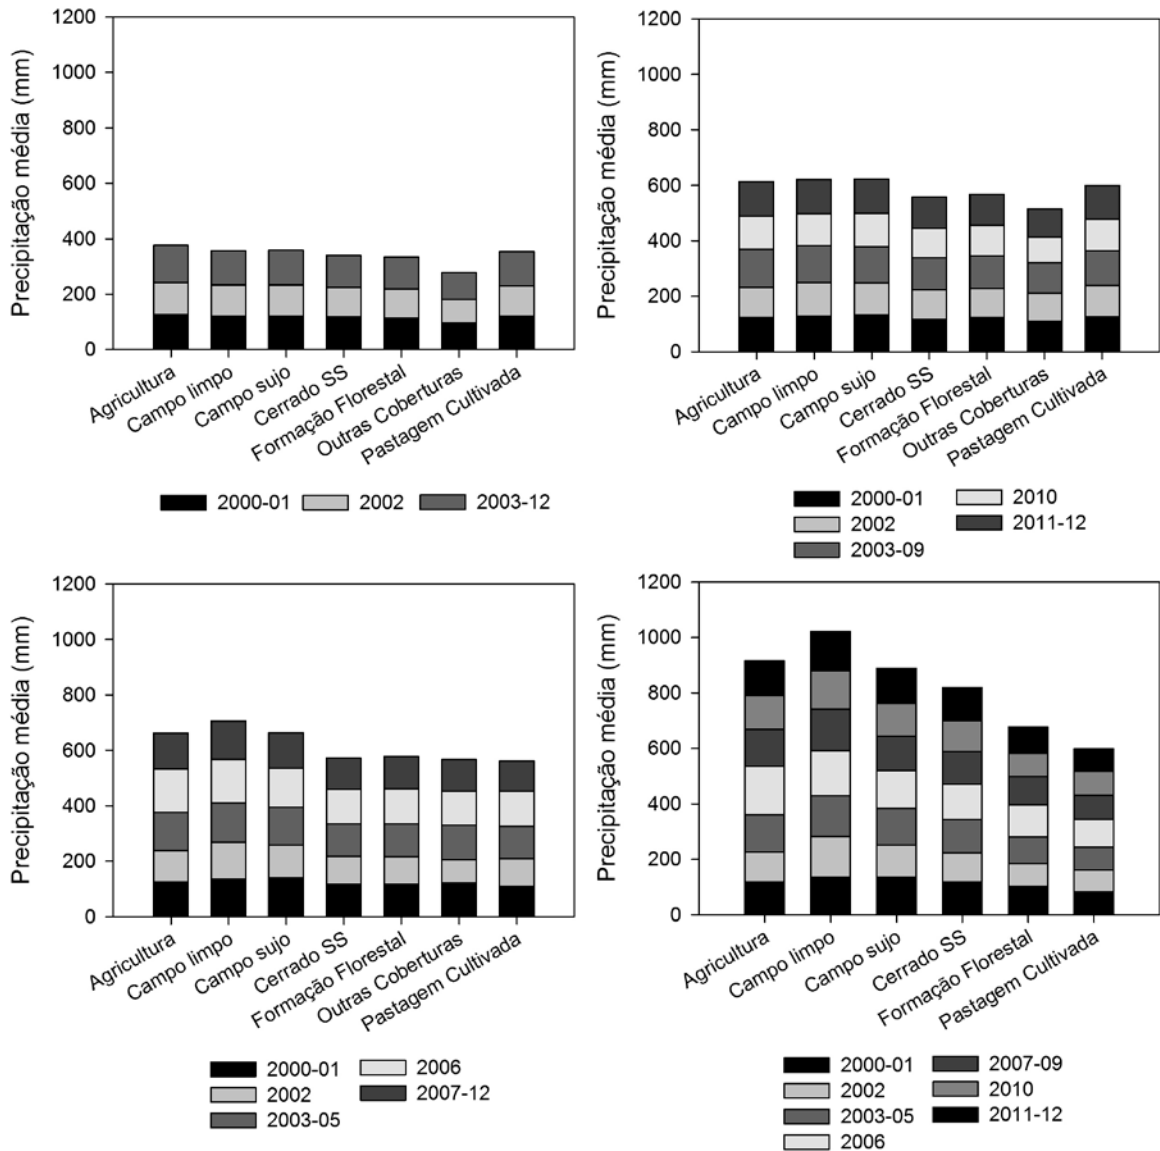 Precipitação média (mm)
1200
1000
800
600
400
200
0
Agricultura
Campo limpo
Campo sujo
Cerrado SS
Formação Florestal
Outras Coberturas
Pastagem Cultivada
2000-01 2002 2003-12
Precipitação média (mm)
1200
1000
800
600
400
200
0
Agricultura
Campo limpo
Campo sujo
Cerrado SS
Formação Florestal
Outras Coberturas
Pastagem Cultivada
2000-01 2010
2002 2011-12
2003-09
Precipitação média (mm)
1200
1000
800
600
400
200
0
Agricultura
Campo limpo
Campo sujo
Cerrado SS
Formação Florestal
Outras Coberturas
Pastagem Cultivada
2000-01 2006
2002 2007-12
2003-05
Precipitação média (mm)
1200
1000
800
600
400
200
0
Agricultura
Campo limpo
Campo sujo
Cerrado SS
Formação Florestal
Pastagem Cultivada
2000-01 2007-09
2002 2010
2003-05 2011-12
2006